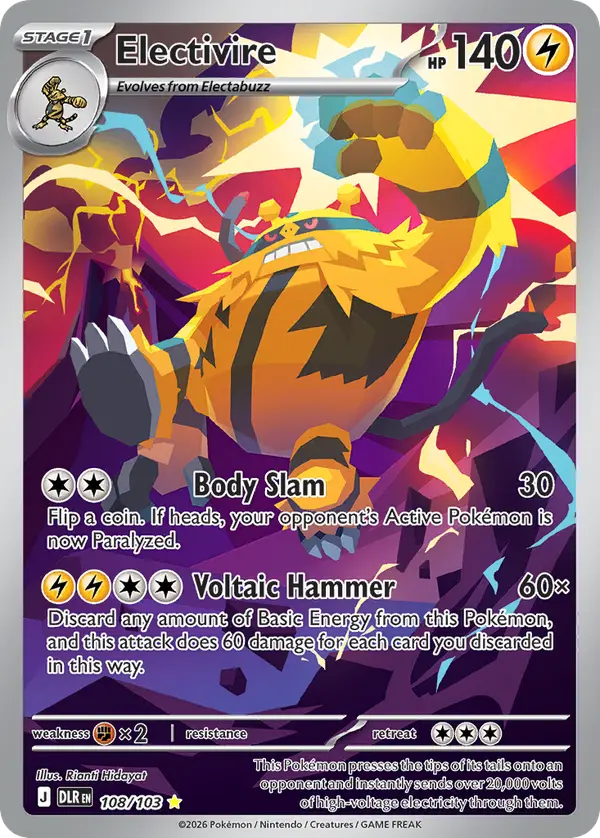 STAGE1
Electivire
HP 140
Evolves from Electabuzz
Body Slam 30
Flip a coin. If heads, your opponent's Active Pokémon is
now Paralyzed.
Voltaic Hammer 60×
Discard any amount of Basic Energy from this Pokémon,
and this attack does 60 damage for each card you discarded
in this way.
weakness ×2 resistance retreat
Illus. Rianti Hidayat
J DLR EN 108/103
This Pokémon presses the tips of its tails onto an
opponent and instantly sends over 20,000 volts
of high-voltage electricity through them.
©2026 Pokémon / Nintendo / Creatures / GAME FREAK